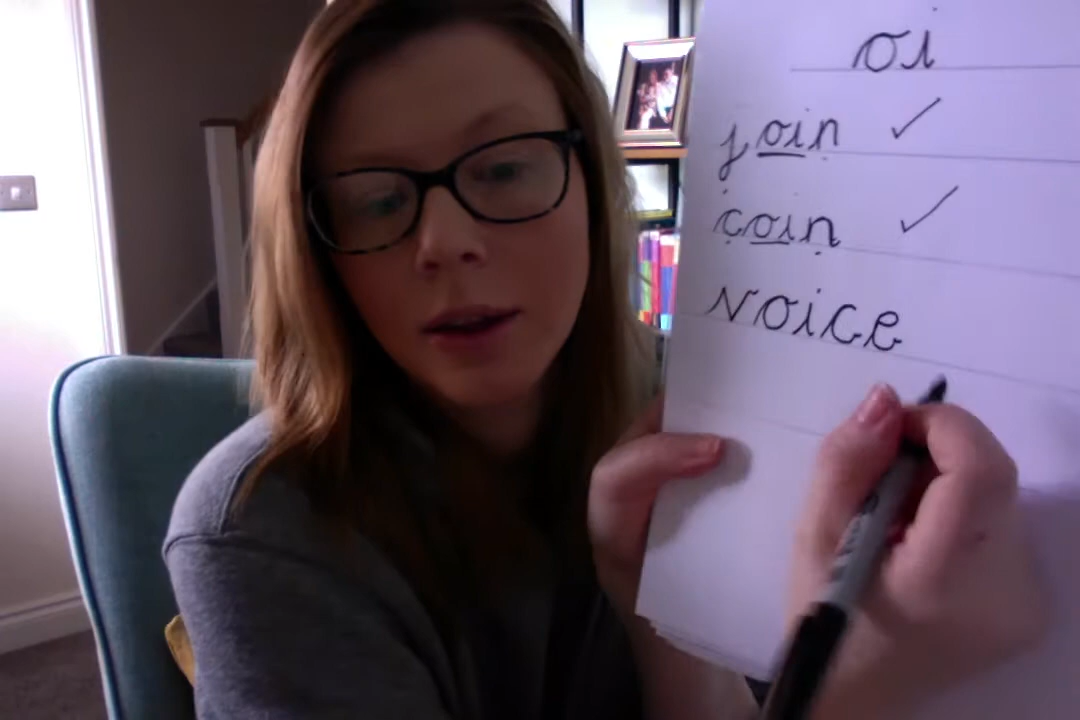 oi
join ✓
coin ✓
voice